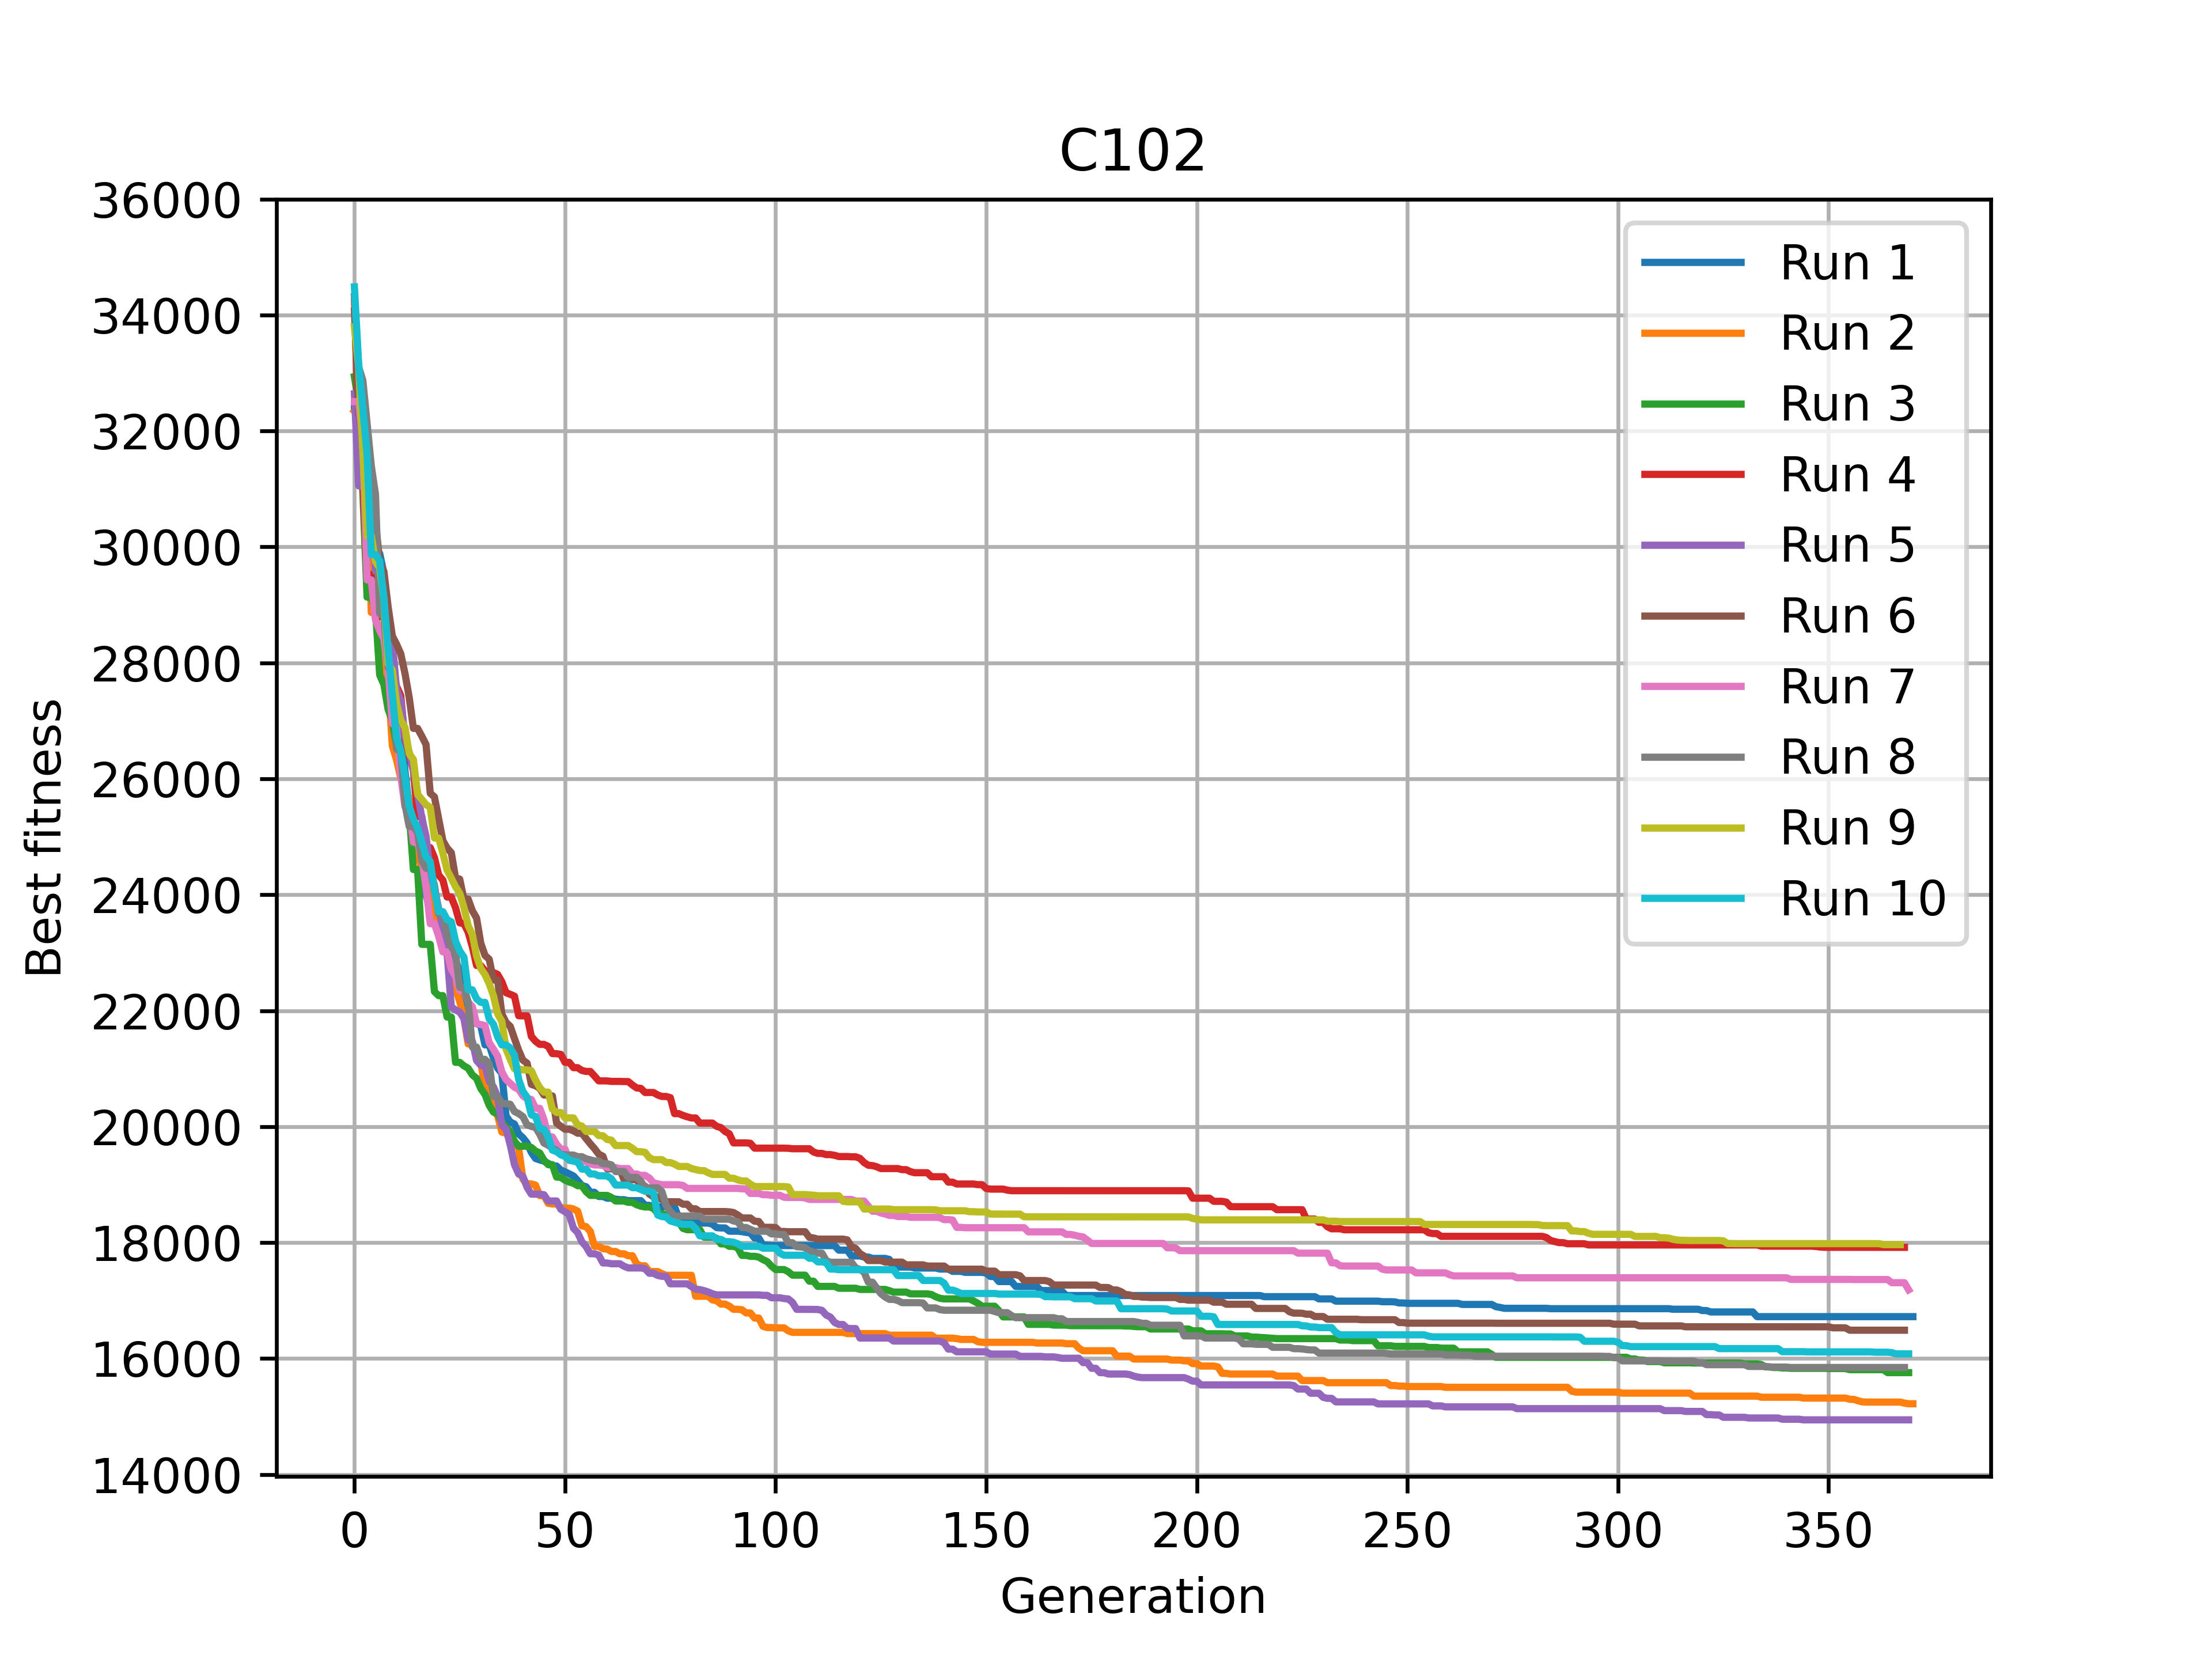 C102
36000
34000
32000
30000
28000
26000
24000
22000
20000
18000
16000
14000
Best fitness
0 50 100 150 200 250 300 350
Generation
Run 1
Run 2
Run 3
Run 4
Run 5
Run 6
Run 7
Run 8
Run 9
Run 10